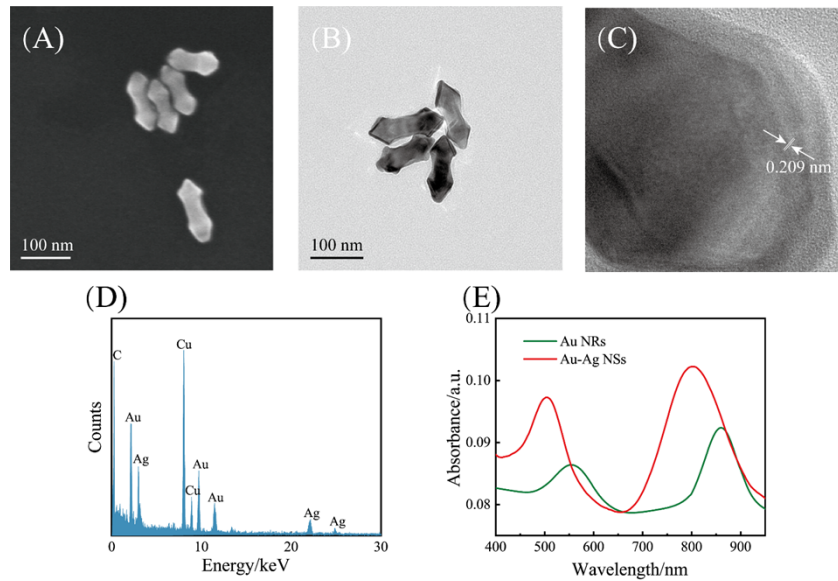 (A)
100 nm
(B)
100 nm
(C)
0.209 nm
(D)
Counts
C
Au
Ag
Cu
Cu
Au
Au
Ag
Ag
0
10
20
30
Energy/keV
(E)
Absorbance/a.u.
0.11
0.10
0.09
0.08
Au NRs
Au-Ag NSs
400
500
600
700
800
900
Wavelength/nm